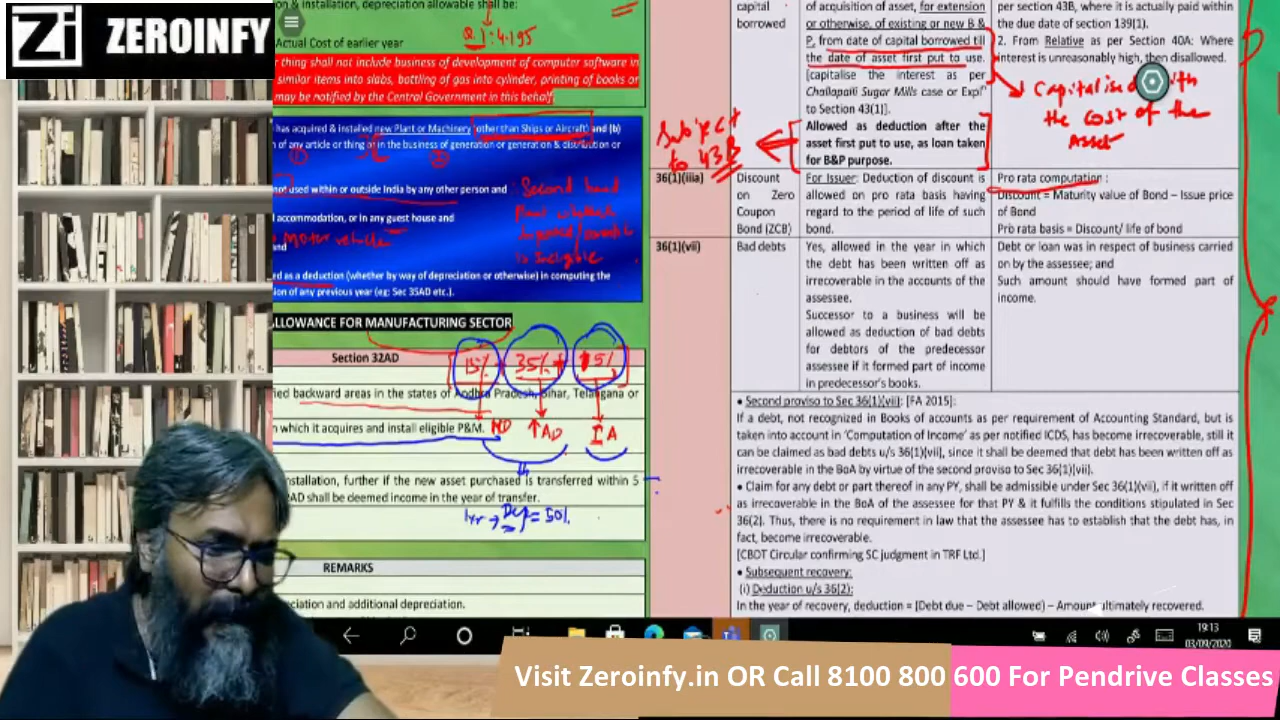 ZEROINFY
n & installation, depreciation allowable shall be:
Actual Cost of earlier year
Q.1): 4.195
r thing shall not include business of development of computer software in
similar items into slabs, bottling of gas into cylinder, printing of books or
may be notified by the Central Government in this behalf.
has acquired & installed new Plant or Machinery (other than Ships or Aircraft) and (b)
n of any article or thing or in the business of generation or generation & distribution or
① ②
not used within or outside India by any other person and
: Second hand
accommodation, or in any guest house and
Motor vehicle
is Ineligible
ed as a deduction (whether by way of depreciation or otherwise) in computing the
ion of any previous year (eg: Sec 35AD etc.).
LLOWANCE FOR MANUFACTURING SECTOR
Section 32AD
15% 35% + 15%
ied backward areas in the states of Andhra Pradesh, Bihar, Telangana or
n which it acquires and install eligible P&M.
ND ↑AD IA
nstallation, further if the new asset purchased is transferred within 5
2AD shall be deemed income in the year of transfer.
1yr → Dep = 50%
REMARKS
eciation and additional depreciation.
capital
borrowed
of acquisition of asset, for extension
or otherwise, of existing or new B &
P, from date of capital borrowed till
the date of asset first put to use.
[capitalise the interest as per
Challapalli Sugar Mills case or Expl"
to Section 43(1)].
Allowed as deduction after the
asset first put to use, as loan taken
for B&P purpose.
per section 43B, where it is actually paid within
the due date of section 139(1).
2. From Relative as per Section 40A: Where
interest is unreasonably high, then disallowed.
Capitalised with
the cost of the
Asset
Subject
to 43B
36(1)(iiia)
Discount
on Zero
Coupon
Bond (ZCB)
For Issuer: Deduction of discount is
allowed on pro rata basis having
regard to the period of life of such
bond.
Pro rata computation :
Discount = Maturity value of Bond – Issue price
of Bond
Pro rata basis = Discount/ life of bond
36(1)(vii)
Bad debts
Yes, allowed in the year in which
the debt has been written off as
irrecoverable in the accounts of the
assessee.
Successor to a business will be
allowed as deduction of bad debts
for debtors of the predecessor
assessee if it formed part of income
in predecessor's books.
Debt or loan was in respect of business carried
on by the assessee; and
Such amount should have formed part of
income.
• Second proviso to Sec 36(1)(vii): [FA 2015]:
If a debt, not recognized in Books of accounts as per requirement of Accounting Standard, but is
taken into account in 'Computation of Income' as per notified ICDS, has become irrecoverable, still it
can be claimed as bad debts u/s 36(1)(vii), since it shall be deemed that debt has been written off as
irrecoverable in the BoA by virtue of the second proviso to Sec 36(1)(vii).
• Claim for any debt or part thereof in any PY, shall be admissible under Sec 36(1)(vii), if it written off
as irrecoverable in the BoA of the assessee for that PY & it fulfills the conditions stipulated in Sec
36(2). Thus, there is no requirement in law that the assessee has to establish that the debt has, in
fact, become irrecoverable.
[CBDT Circular confirming SC judgment in TRF Ltd.]
• Subsequent recovery:
(i) Deduction u/s 36(2):
In the year of recovery, deduction = [Debt due – Debt allowed) – Amount ultimately recovered.
19:13
03/09/2020
Visit Zeroinfy.in OR Call 8100 800 600 For Pendrive Classes